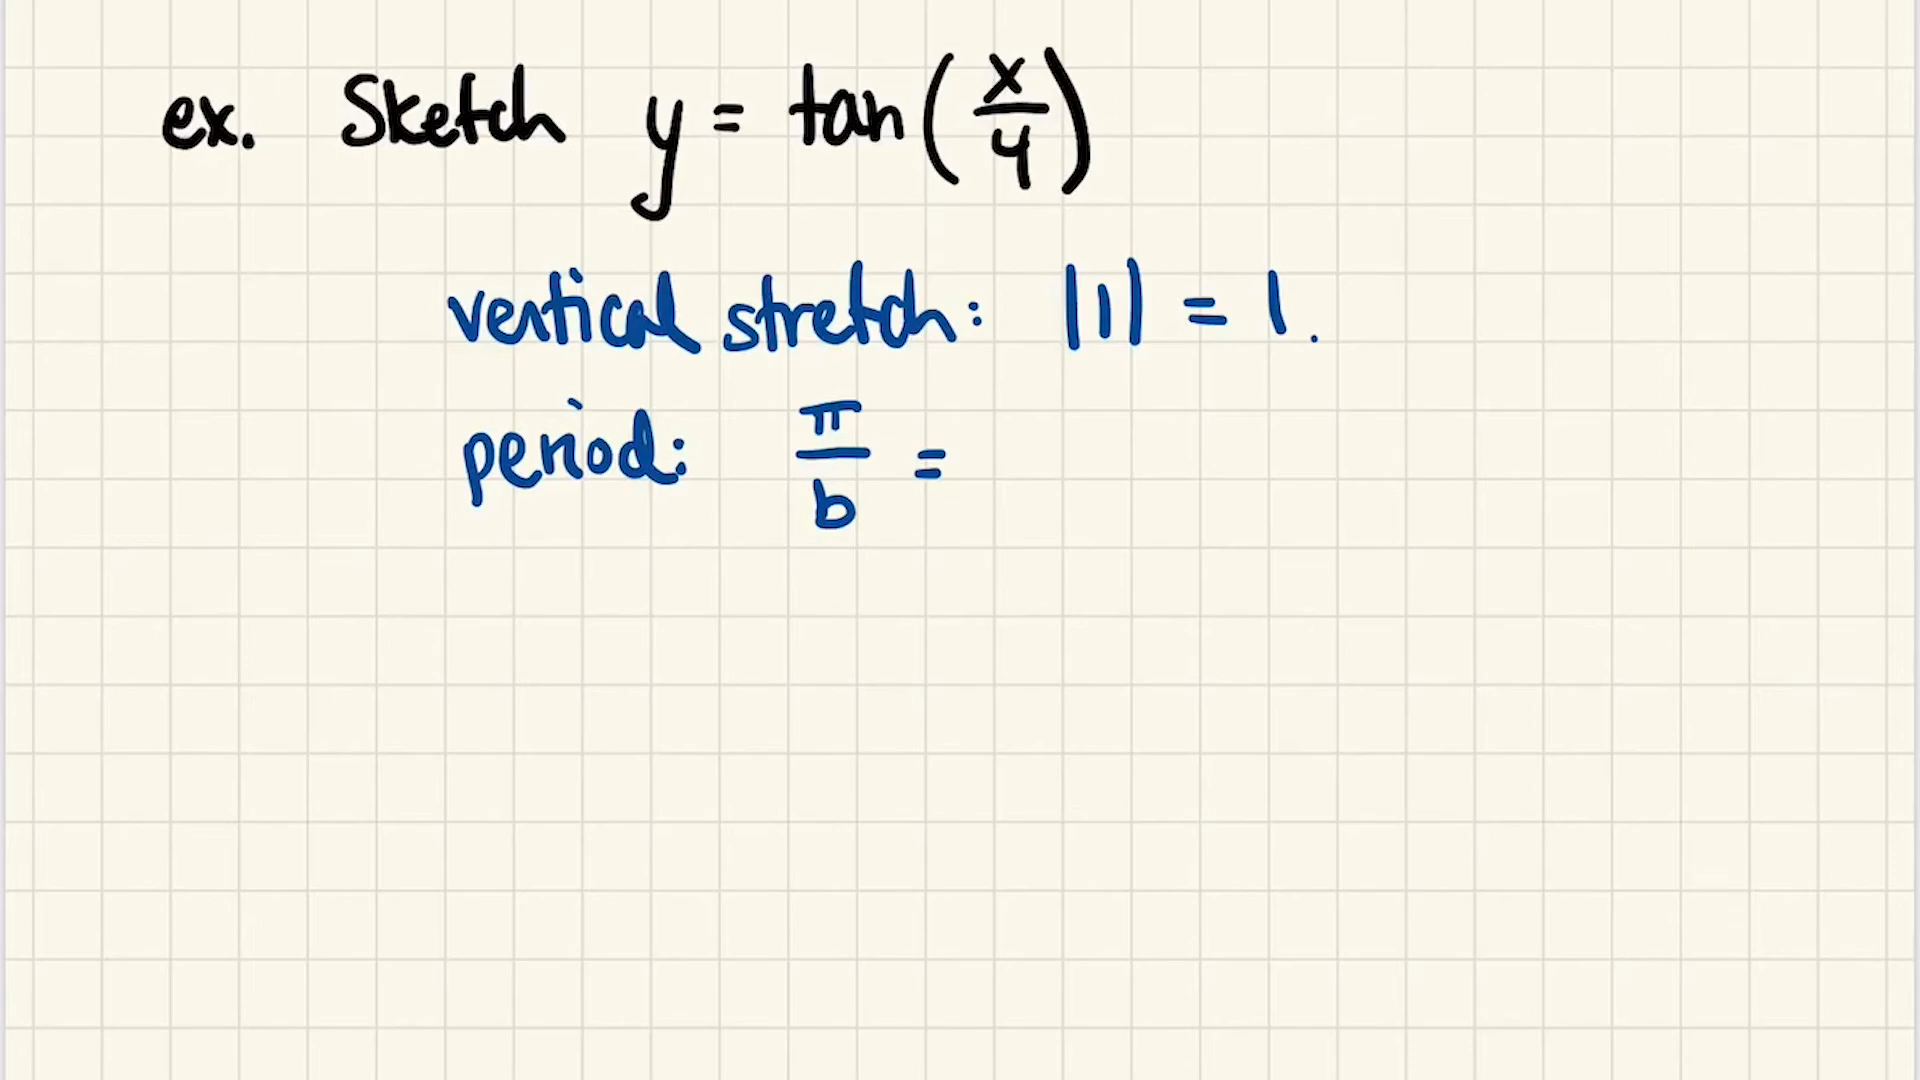 ex. Sketch y = tan(x/4)
vertical stretch: |1| = 1.
period: π/b =